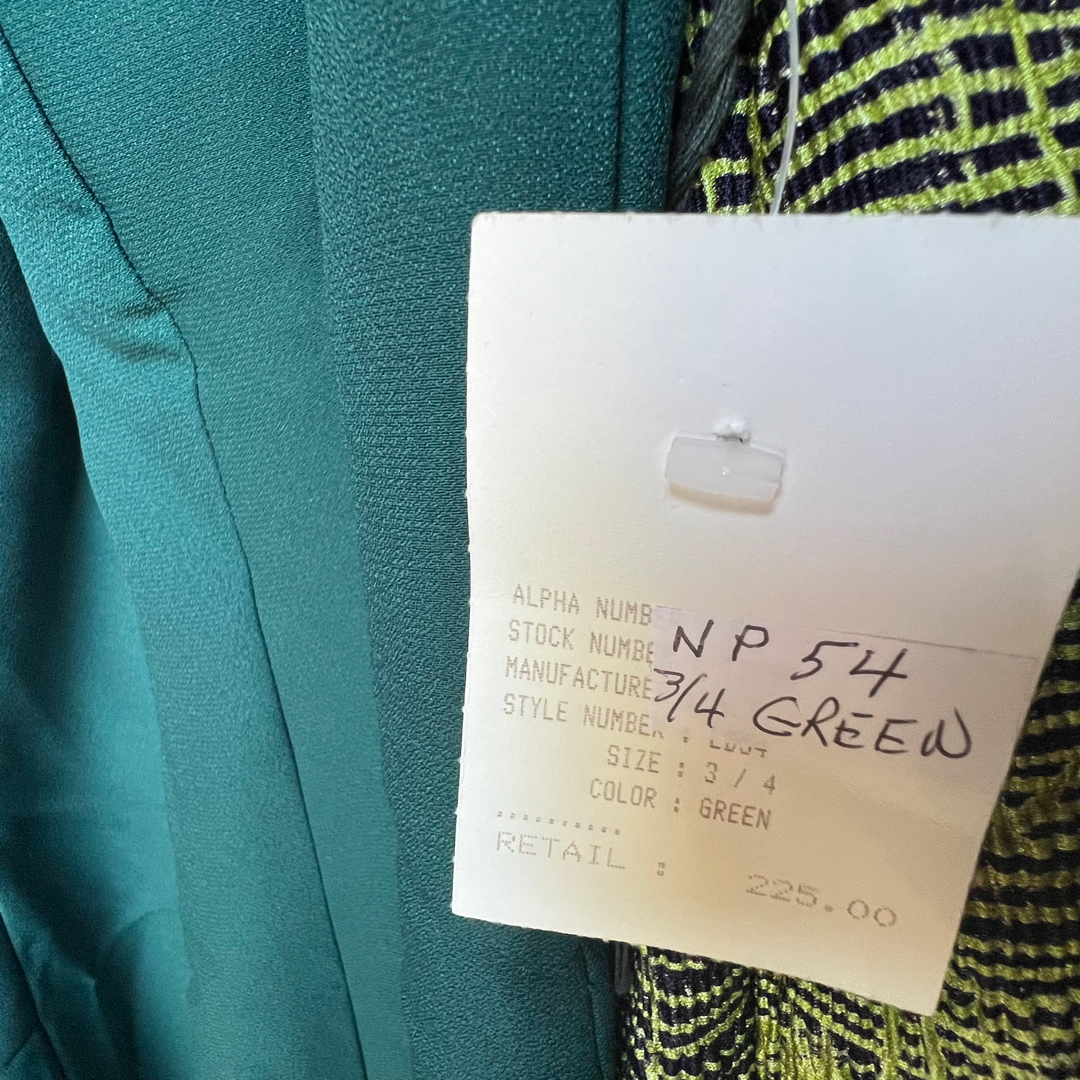 ALPHA NUMB
STOCK NUMBE
MANUFACTURE
STYLE NUMBE
NP 54
3/4 GREEN
SIZE : 3 / 4
COLOR : GREEN
..........
RETAIL :
225.00